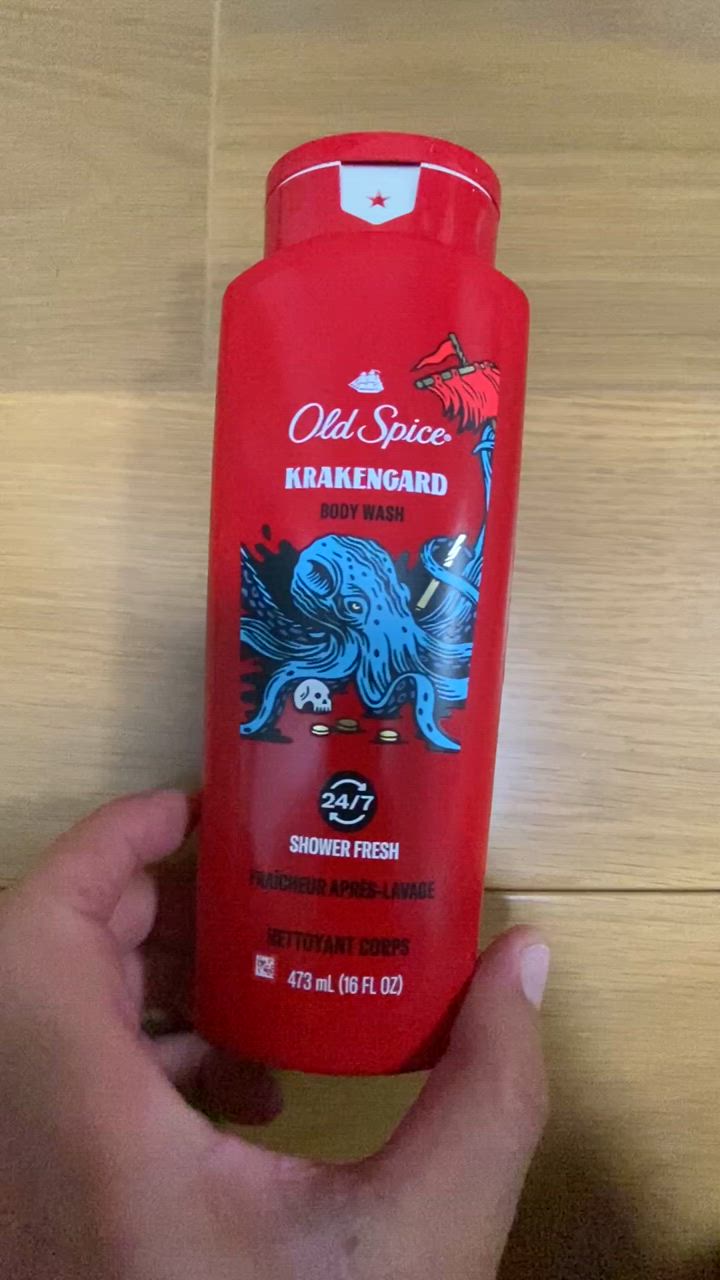 Old Spice®
KRAKENGARD
BODY WASH
24/7
SHOWER FRESH
FRAÎCHEUR APRÈS-LAVAGE
NETTOYANT CORPS
473 mL (16 FL OZ)